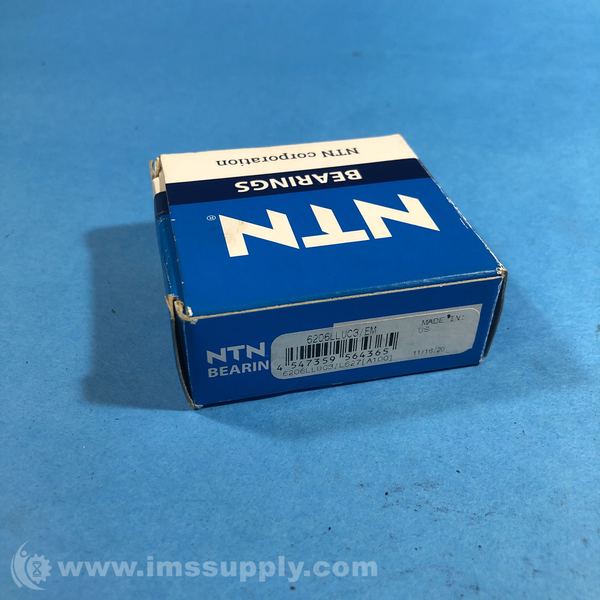 NTN corporation
BEARINGS
NTN®
NTN
BEARIN
6206LLUC3/EM
4 547359 564365
6206LLUC3/L627[A100]
MADE IN:
US
11/16/20
www.imssupply.com